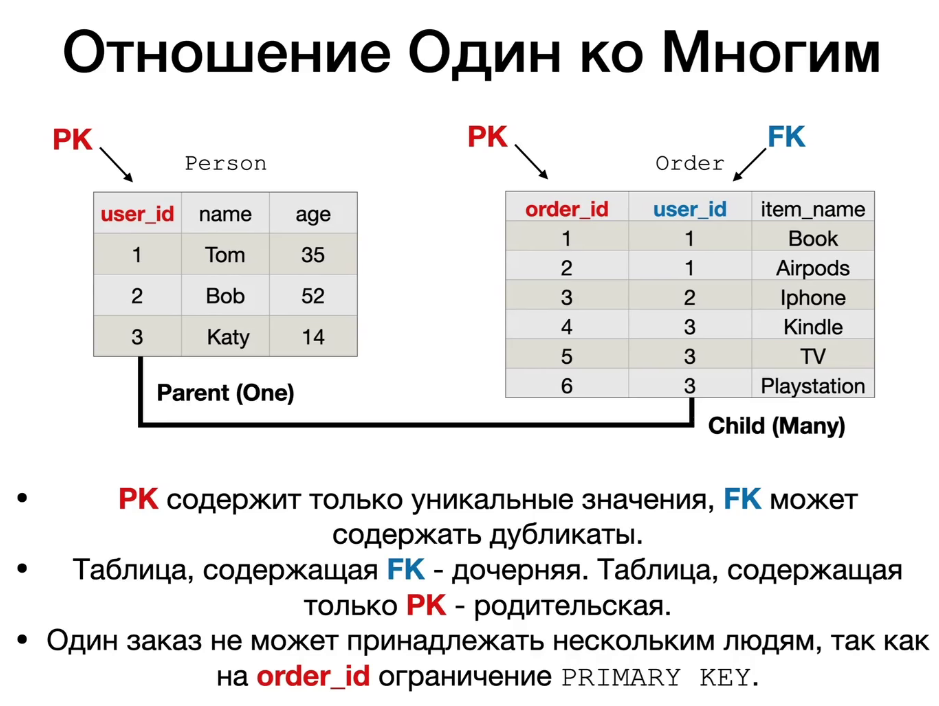 Отношение Один ко Многим
PK
Person
user_id name age
1 Tom 35
2 Bob 52
3 Katy 14
Parent (One)
PK
Order
FK
order_id user_id item_name
1 1 Book
2 1 Airpods
3 2 Iphone
4 3 Kindle
5 3 TV
6 3 Playstation
Child (Many)
• PK содержит только уникальные значения, FK может
содержать дубликаты.
• Таблица, содержащая FK - дочерняя. Таблица, содержащая
только PK - родительская.
• Один заказ не может принадлежать нескольким людям, так как
на order_id ограничение PRIMARY KEY.